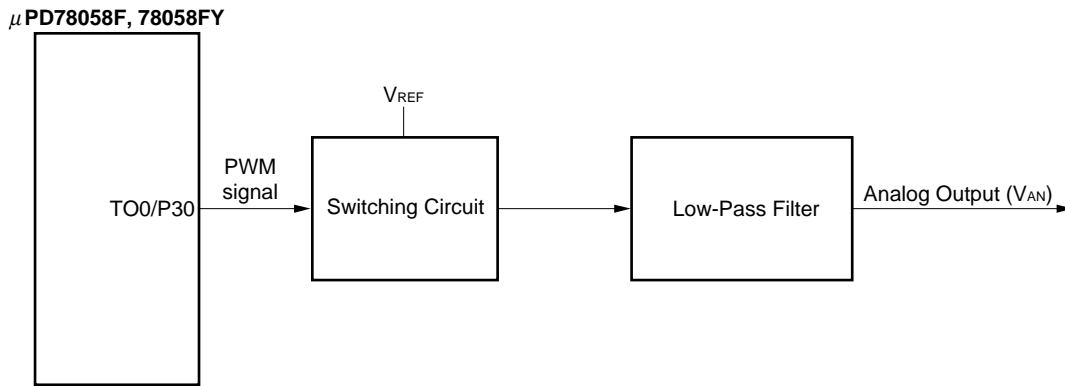 μPD78058F, 78058FY
VREF
PWM
signal
TO0/P30
Switching Circuit
Low-Pass Filter
Analog Output (VAN)